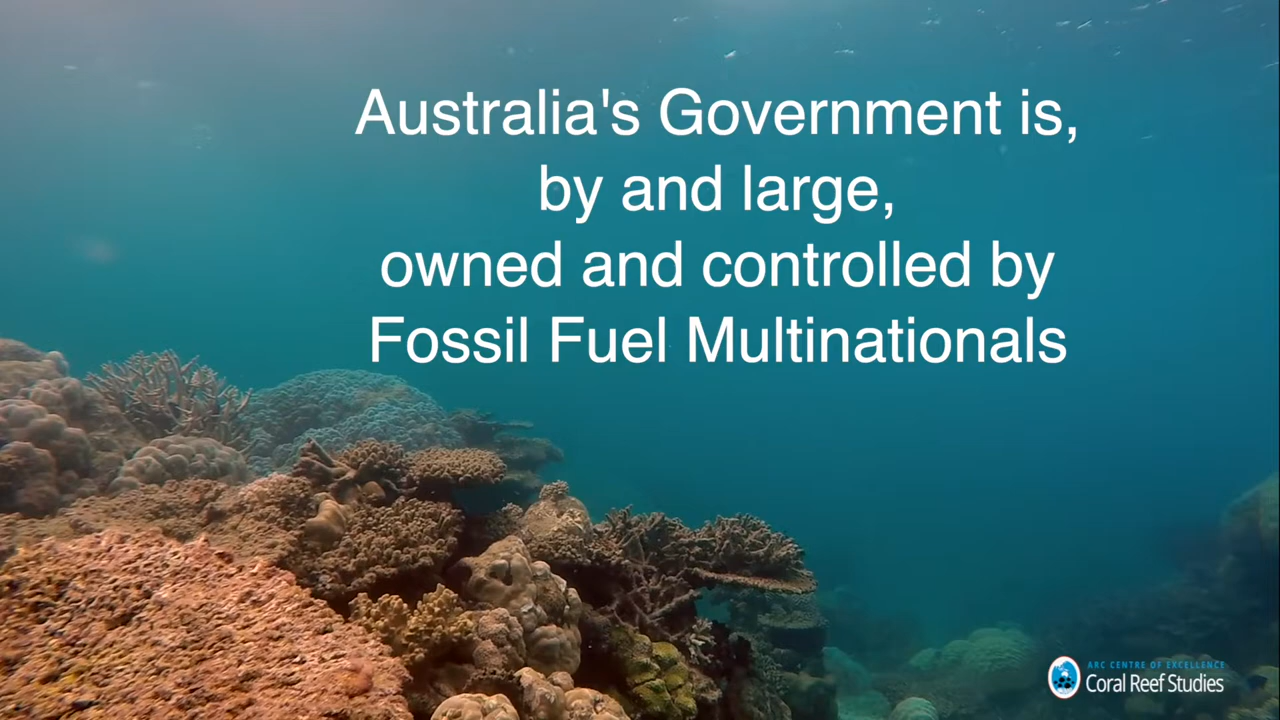 Australia's Government is,
by and large,
owned and controlled by
Fossil Fuel Multinationals
ARC CENTRE OF EXCELLENCE
Coral Reef Studies